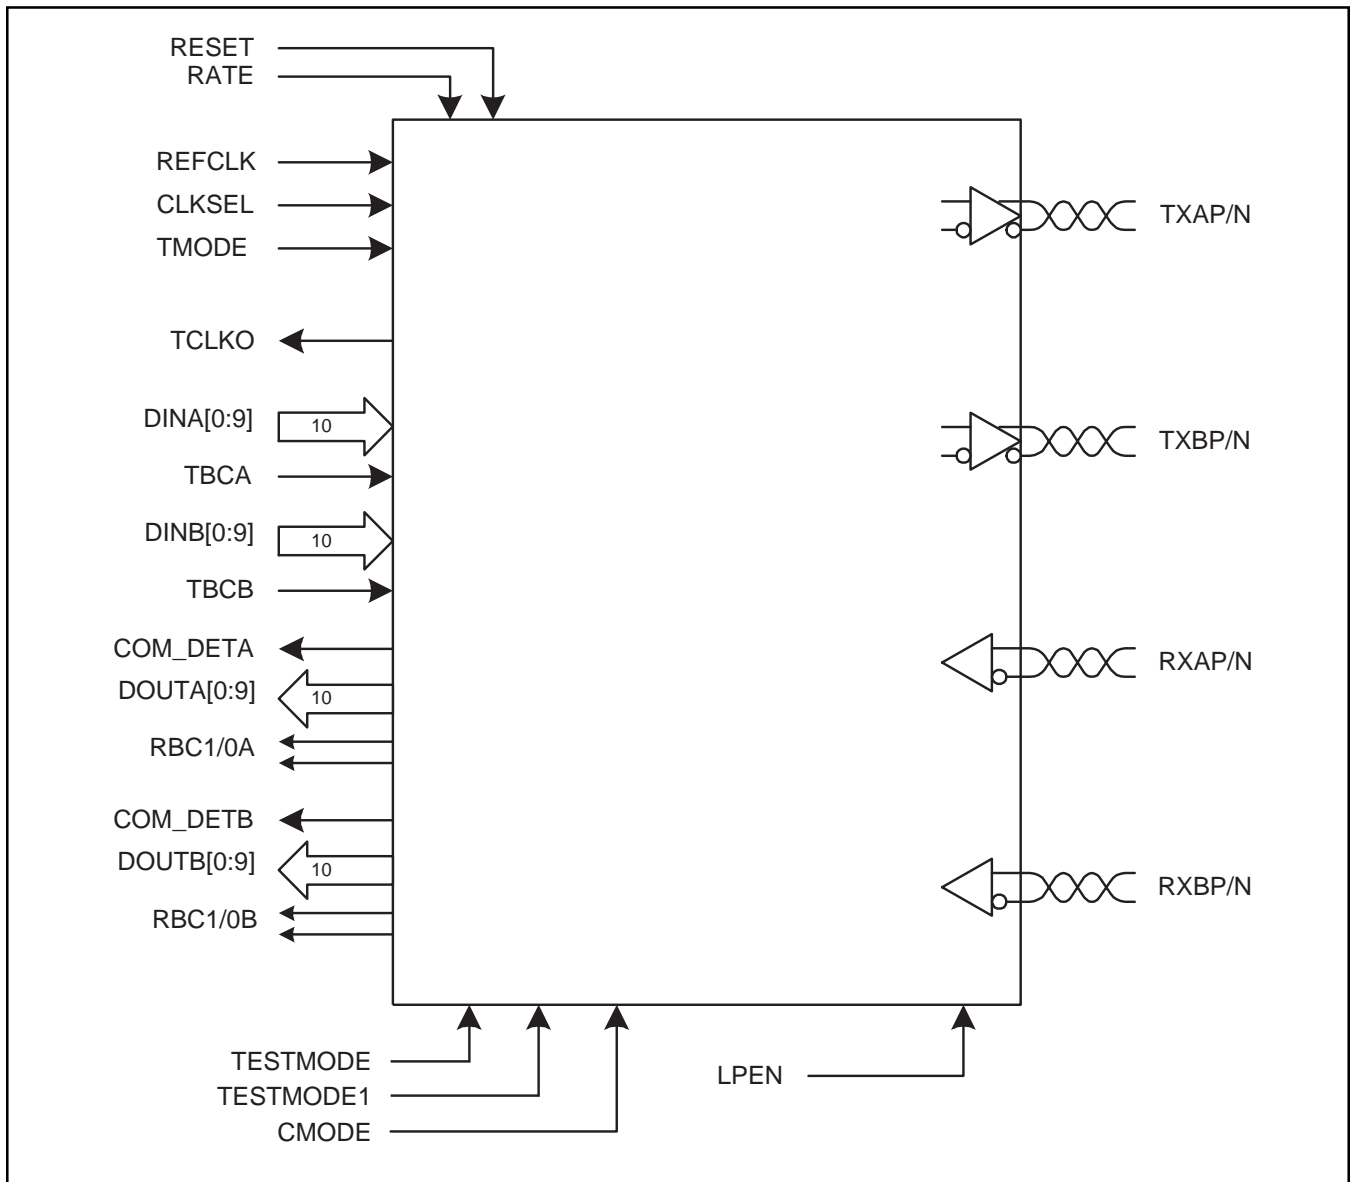 RESET
RATE
REFCLK
CLKSEL
TMODE
TCLKO
DINA[0:9]
10
TBCA
DINB[0:9]
10
TBCB
COM_DETA
DOUTA[0:9]
10
RBC1/0A
COM_DETB
DOUTB[0:9]
10
RBC1/0B
TXAP/N
TXBP/N
RXAP/N
RXBP/N
TESTMODE
TESTMODE1
CMODE
LPEN